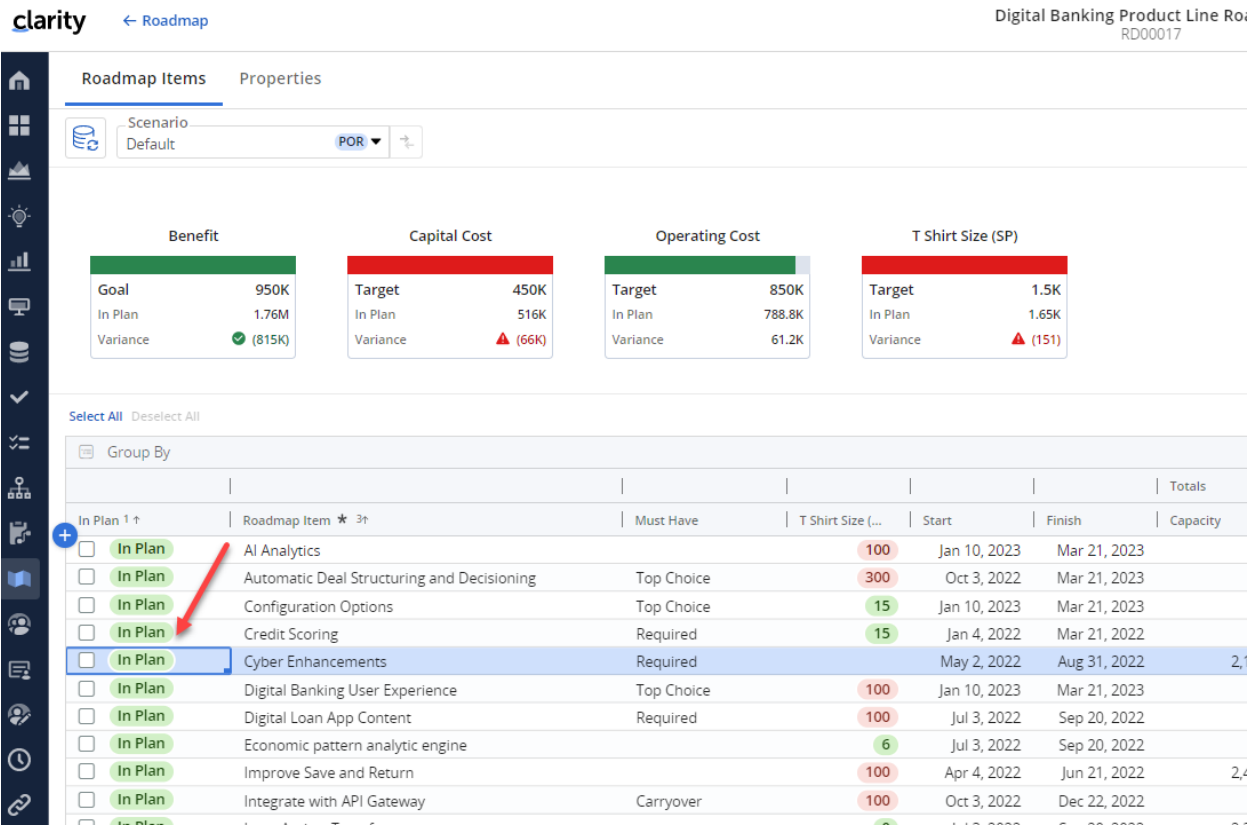 clarity
← Roadmap
Digital Banking Product Line
RD00017
Roadmap Items Properties
Scenario
Default POR
Benefit Capital Cost Operating Cost T Shirt Size (SP)
Goal 950K Target 450K Target 850K Target 1.5K
In Plan 1.76M In Plan 516K In Plan 788.8K In Plan 1.65K
Variance (815K) Variance (66K) Variance 61.2K Variance (151)
Select All Deselect All
Group By
Totals
In Plan 1↑ Roadmap Item ★ 3↑ Must Have T Shirt Size (... Start Finish Capacity
+
In Plan AI Analytics 100 Jan 10, 2023 Mar 21, 2023
In Plan Automatic Deal Structuring and Decisioning Top Choice 300 Oct 3, 2022 Mar 21, 2023
In Plan Configuration Options Top Choice 15 Jan 10, 2023 Mar 21, 2023
In Plan Credit Scoring Required 15 Jan 4, 2022 Mar 21, 2022
In Plan Cyber Enhancements Required May 2, 2022 Aug 31, 2022
In Plan Digital Banking User Experience Top Choice 100 Jan 10, 2023 Mar 21, 2023
In Plan Digital Loan App Content Required 100 Jul 3, 2022 Sep 20, 2022
In Plan Economic pattern analytic engine 6 Jul 3, 2022 Sep 20, 2022
In Plan Improve Save and Return 100 Apr 4, 2022 Jun 21, 2022
In Plan Integrate with API Gateway Carryover 100 Oct 3, 2022 Dec 22, 2022